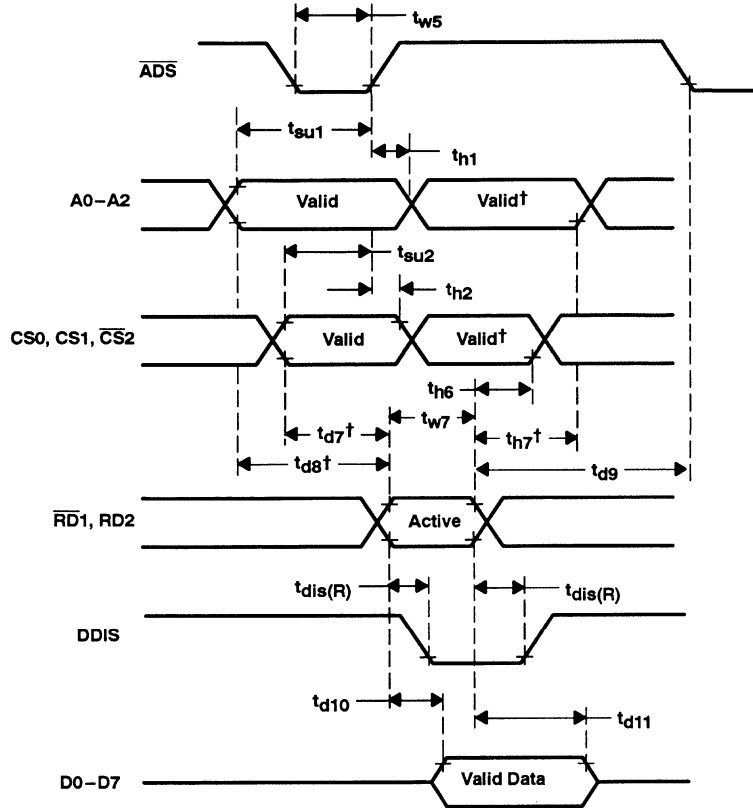 tw5
ADS
tsu1
th1
A0–A2
Valid
Valid†
tsu2
th2
CS0, CS1, CS2
Valid
Valid†
th6
tw7
td7†
th7†
td8†
td9
RD1, RD2
Active
tdis(R)
tdis(R)
DDIS
td10
td11
D0–D7
Valid Data